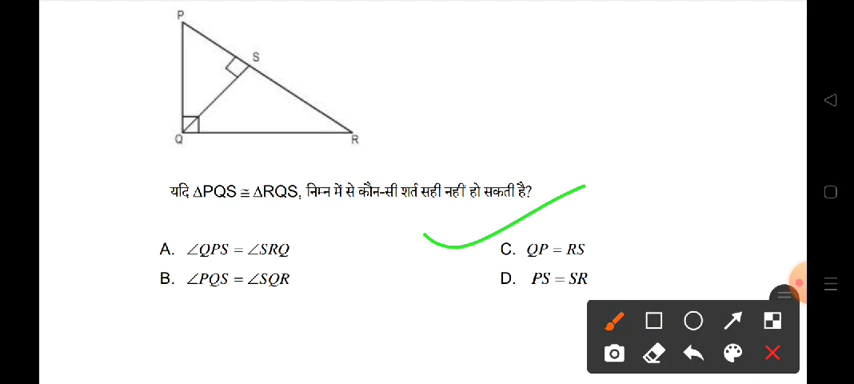 P
S
Q
R
यदि ΔPQS ≅ ΔRQS, निम्न में से कौन-सी शर्त सही नहीं हो सकती है?
A. ∠QPS = ∠SRQ
C. QP = RS
B. ∠PQS = ∠SQR
D. PS = SR